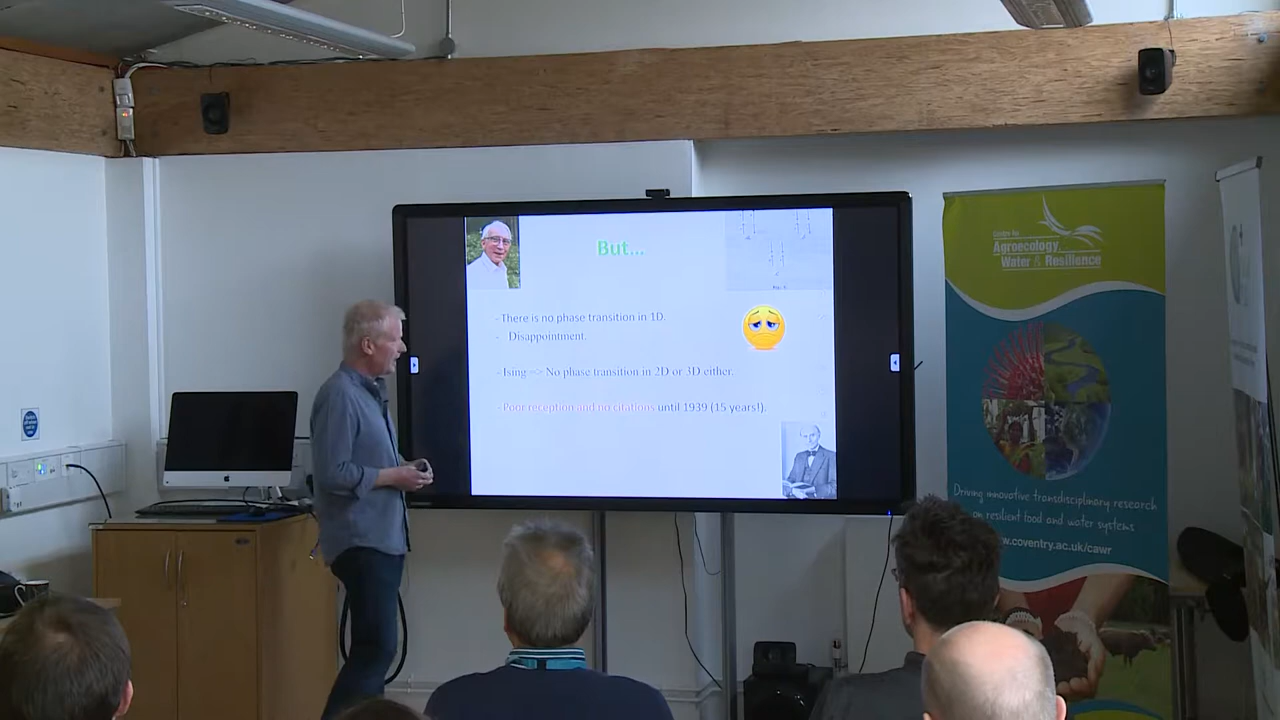 But...
- There is no phase transition in 1D.
- Disappointment.
- Ising => No phase transition in 2D or 3D either.
- Poor reception and no citations until 1939 (15 years!).
Centre for
Agroecology,
Water & Resilience
Driving innovative transdisciplinary research
on resilient food and water systems
www.coventry.ac.uk/cawr